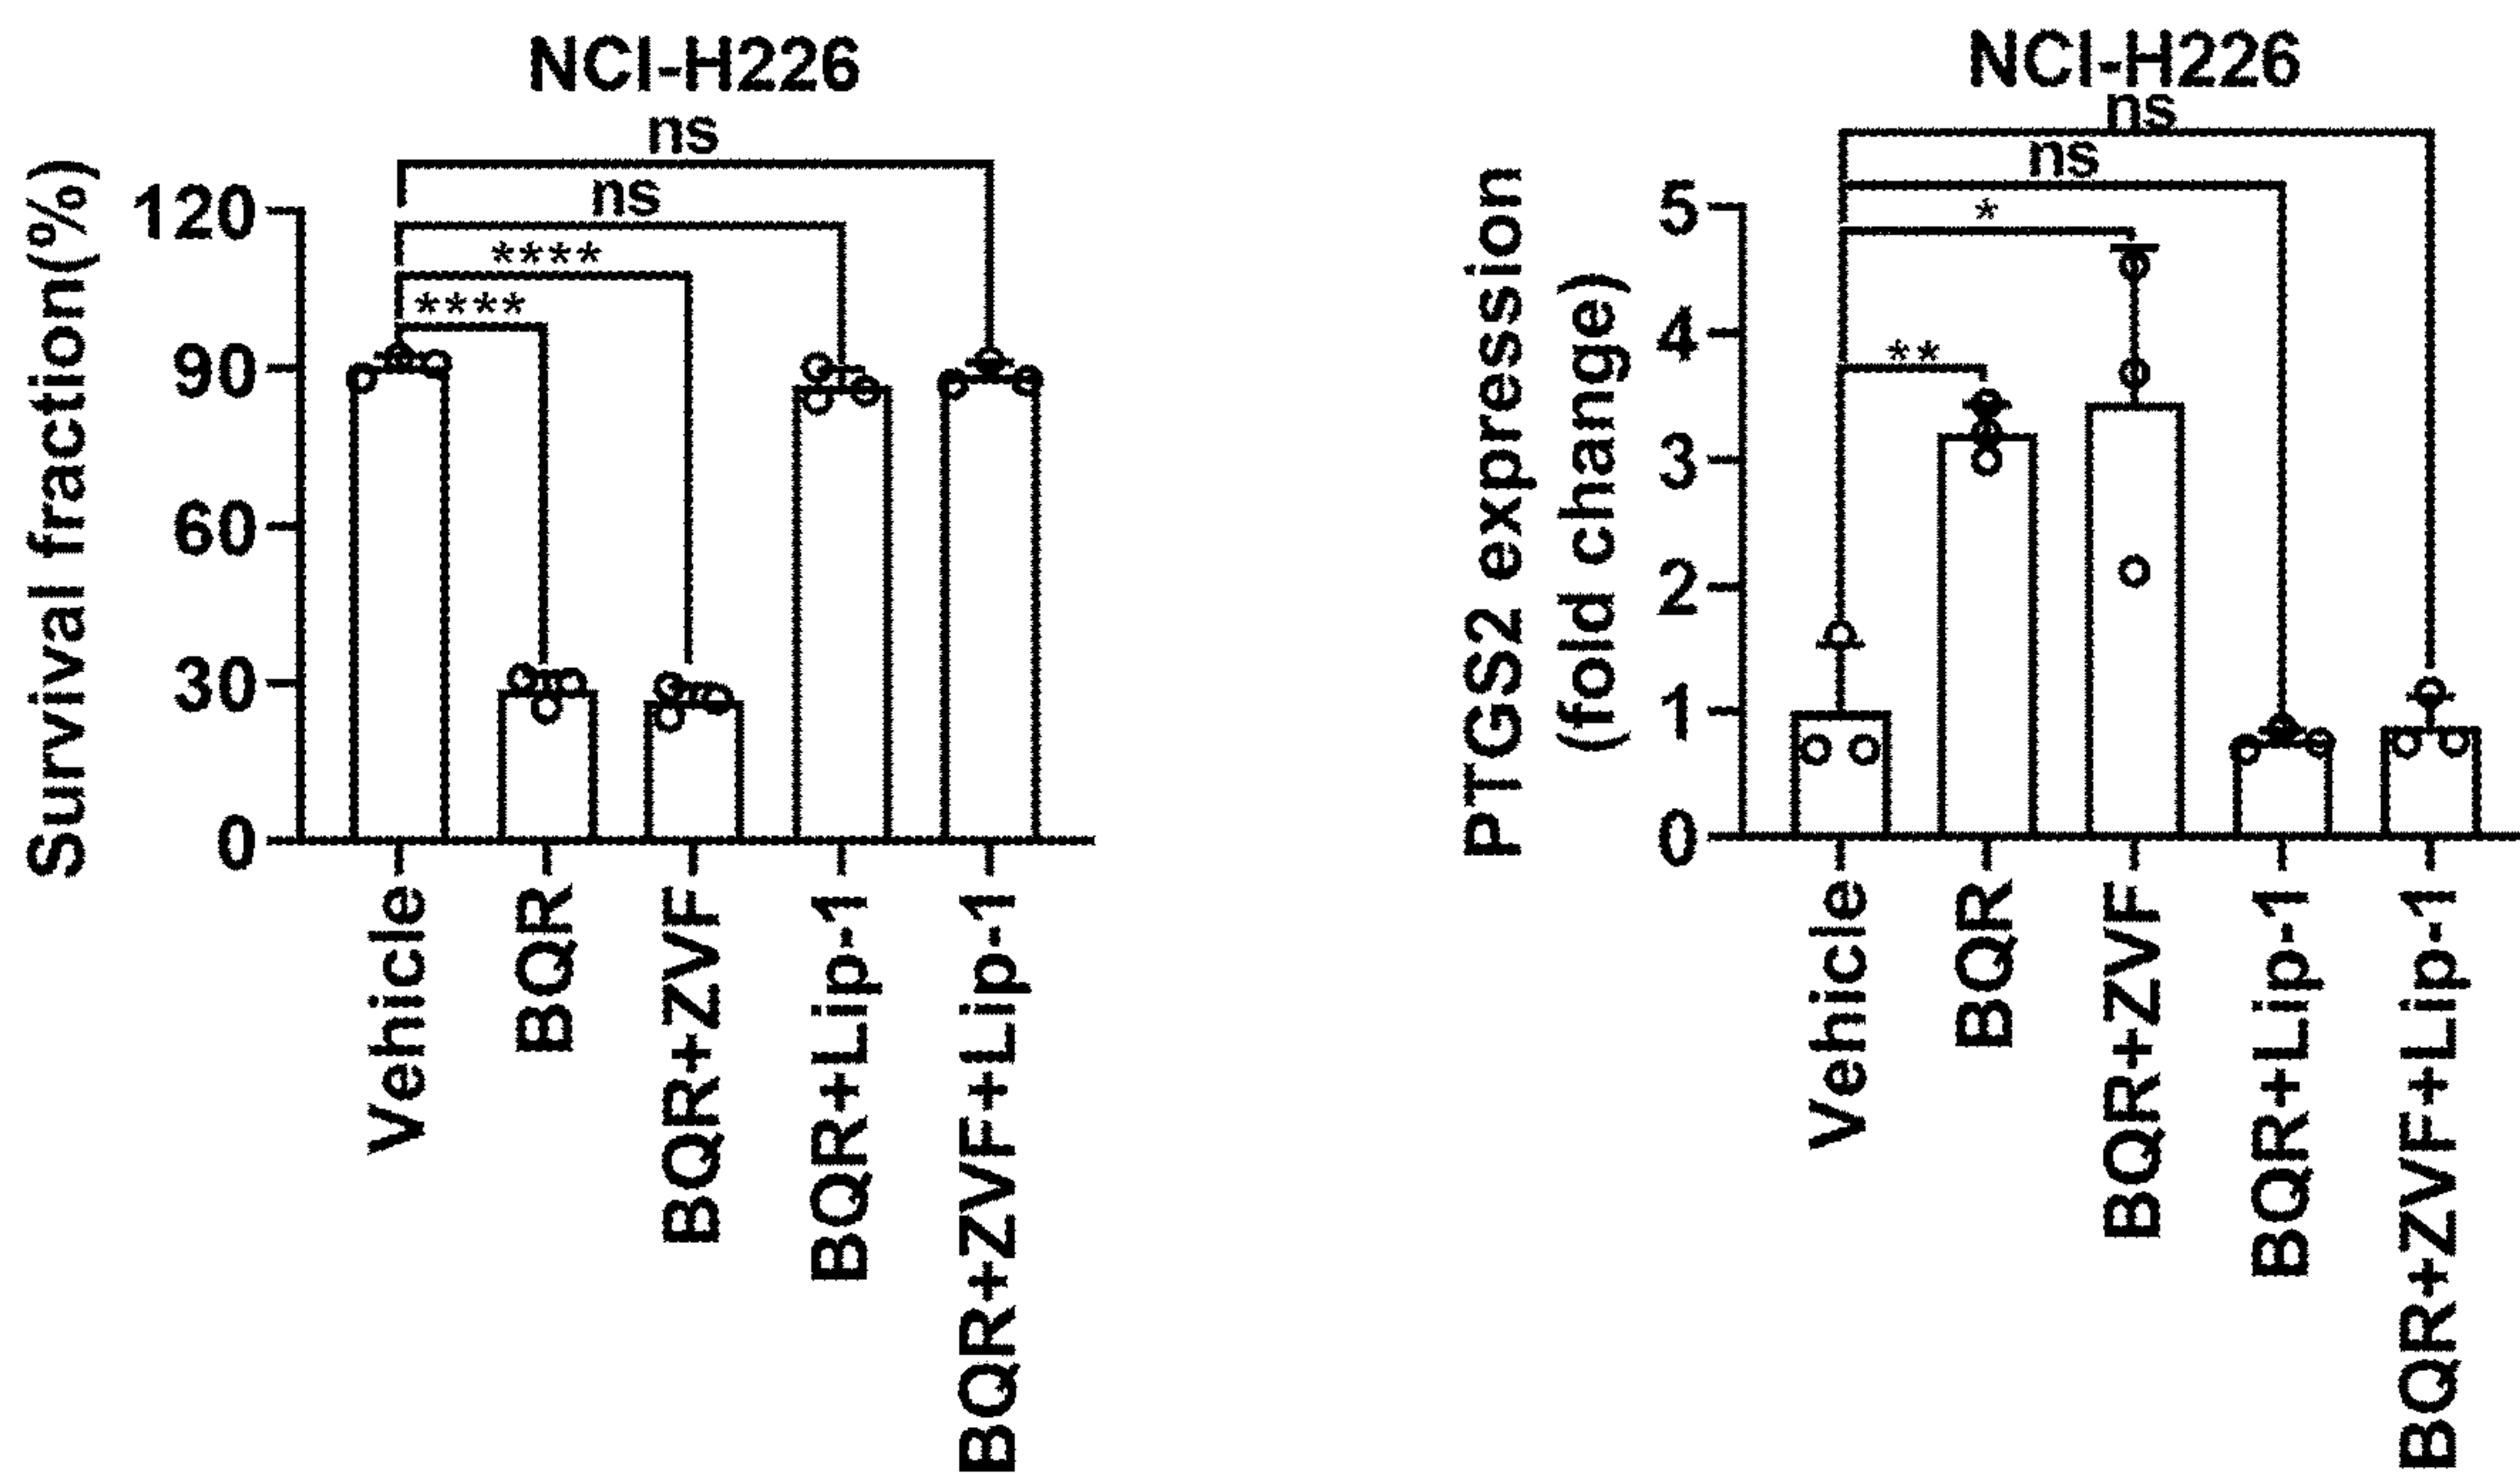 NCI-H226
ns
ns
****
****
Survival fraction(%)
120
90
60
30
0
Vehicle
BQR
BQR+ZVF
BQR+Lip-1
BQR+ZVF+Lip-1
NCI-H226
ns
ns
*
**
PTGS2 expression
(fold change)
5
4
3
2
1
0
Vehicle
BQR
BQR+ZVF
BQR+Lip-1
BQR+ZVF+Lip-1